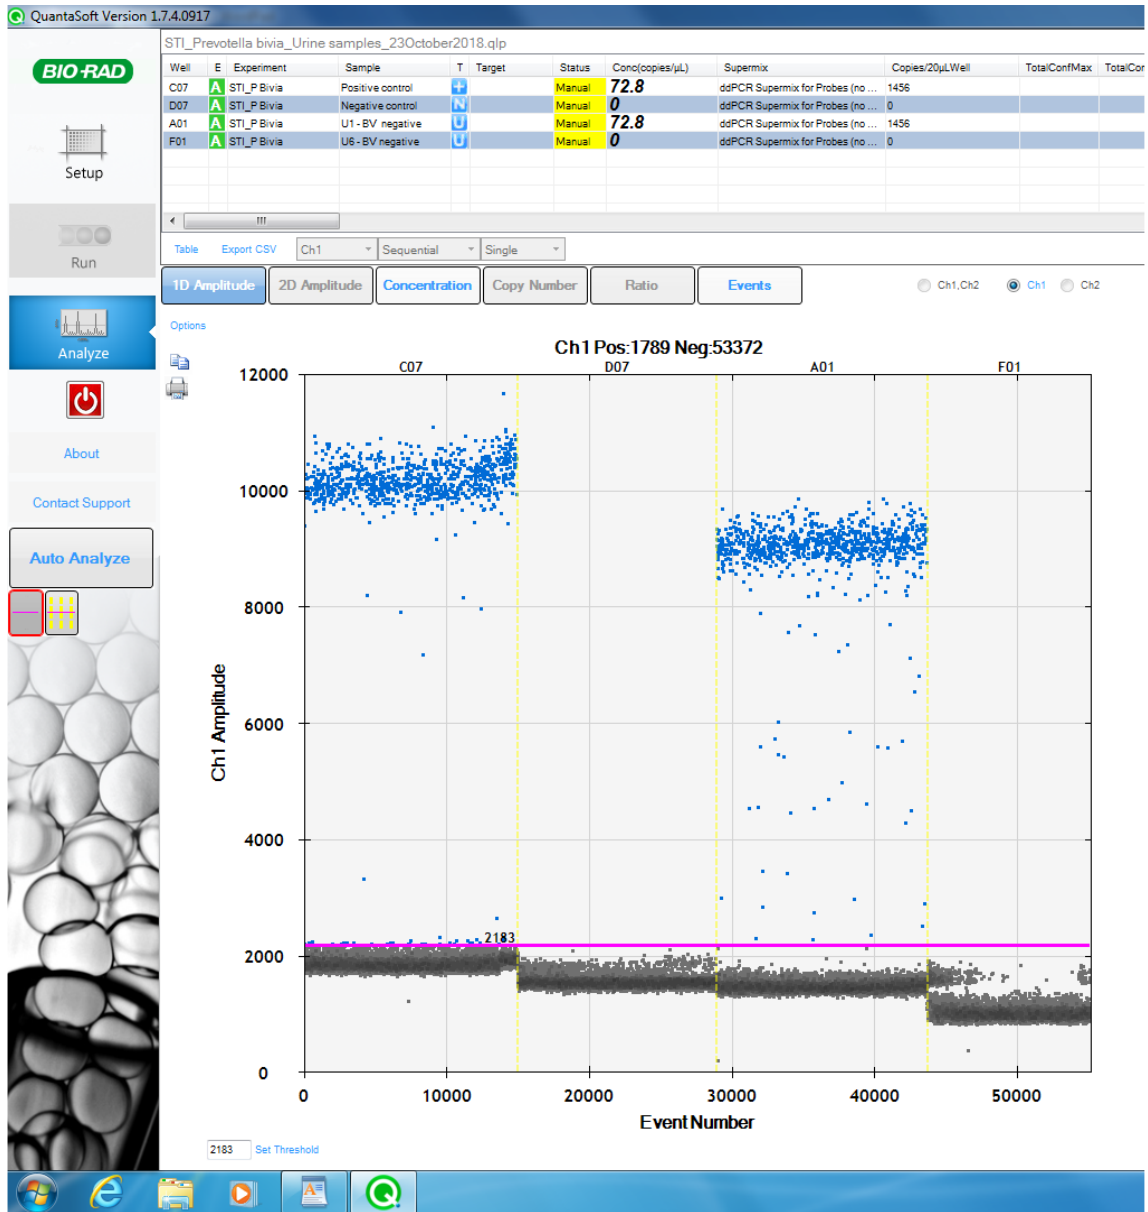 QuantaSoft Version 1.7.4.0917
STI_Prevotella bivia_Urine samples_23October2018.qlp
BIO-RAD
Well E Experiment Sample T Target Status Conc(copies/µL) Supermix Copies/20µLWell TotalConfMax TotalCor
C07 A STI_P Bivia Positive control + Manual 72.8 ddPCR Supermix for Probes (no ... 1456
D07 A STI_P Bivia Negative control N Manual 0 ddPCR Supermix for Probes (no ... 0
A01 A STI_P Bivia U1 - BV negative U Manual 72.8 ddPCR Supermix for Probes (no ... 1456
F01 A STI_P Bivia U6 - BV negative U Manual 0 ddPCR Supermix for Probes (no ... 0
Setup
Run
Analyze
About
Contact Support
Auto Analyze
Table Export CSV Ch1 Sequential Single
1D Amplitude 2D Amplitude Concentration Copy Number Ratio Events Ch1,Ch2 Ch1 Ch2
Options
Ch1 Pos:1789 Neg:53372
C07 D07 A01 F01
12000
10000
8000
6000
4000
2000
0
Ch1 Amplitude
2183
0 10000 20000 30000 40000 50000
Event Number
2183 Set Threshold